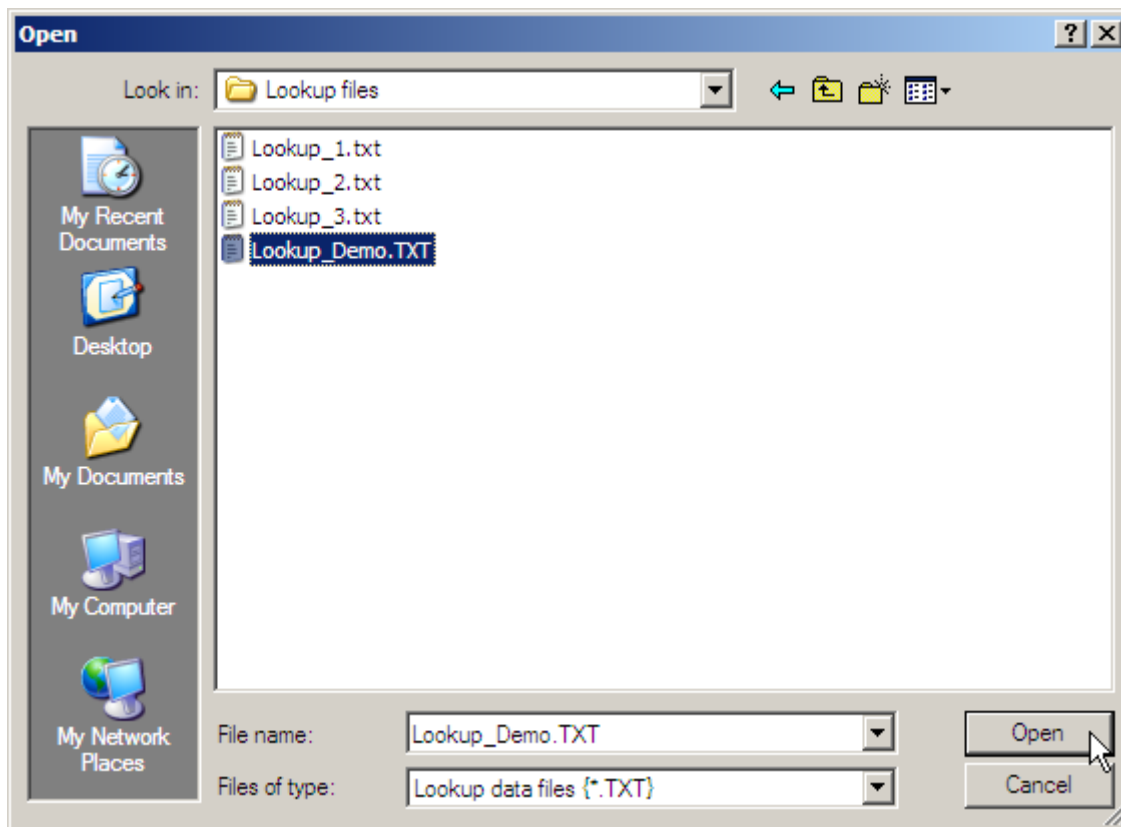 Open
Look in: Lookup files
My Recent
Documents
Desktop
My Documents
My Computer
My Network
Places
Lookup_1.txt
Lookup_2.txt
Lookup_3.txt
Lookup_Demo.TXT
File name: Lookup_Demo.TXT Open
Files of type: Lookup data files {*.TXT} Cancel